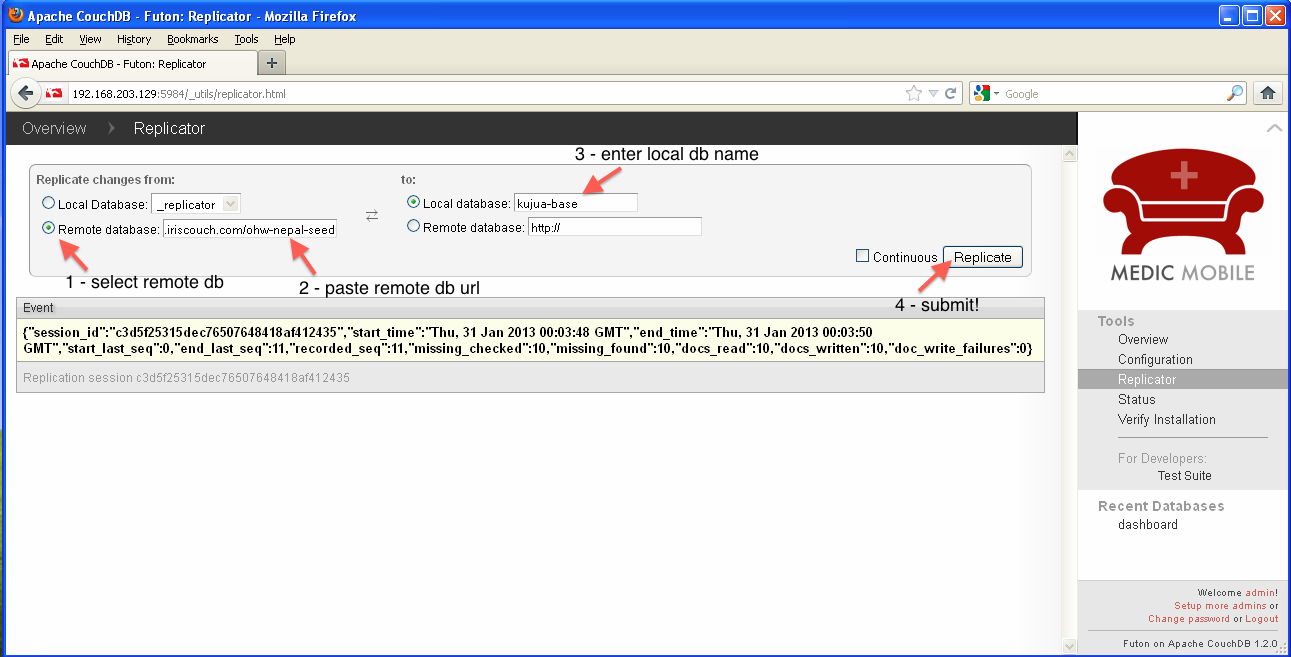 Apache CouchDB - Futon: Replicator - Mozilla Firefox
File Edit View History Bookmarks Tools Help
Apache CouchDB - Futon: Replicator
192.168.203.129:5984/_utils/replicator.html
Google
Overview Replicator
3 - enter local db name
Replicate changes from: to:
Local Database: _replicator Local database: kujua-base
Remote database: .iriscouch.com/ohw-nepal-seed Remote database: http://
Continuous Replicate
1 - select remote db
2 - paste remote db url
4 - submit!
Event
{"session_id":"c3d5f25315dec76507648418af412435","start_time":"Thu, 31 Jan 2013 00:03:48 GMT","end_time":"Thu, 31 Jan 2013 00:03:50
GMT","start_last_seq":0,"end_last_seq":11,"recorded_seq":11,"missing_checked":10,"missing_found":10,"docs_read":10,"docs_written":10,"doc_write_failures":0}
Replication session c3d5f25315dec76507648418af412435
MEDIC MOBILE
Tools
Overview
Configuration
Replicator
Status
Verify Installation
For Developers:
Test Suite
Recent Databases
dashboard
Welcome admin!
Setup more admins or
Change password or Logout
Futon on Apache CouchDB 1.2.0